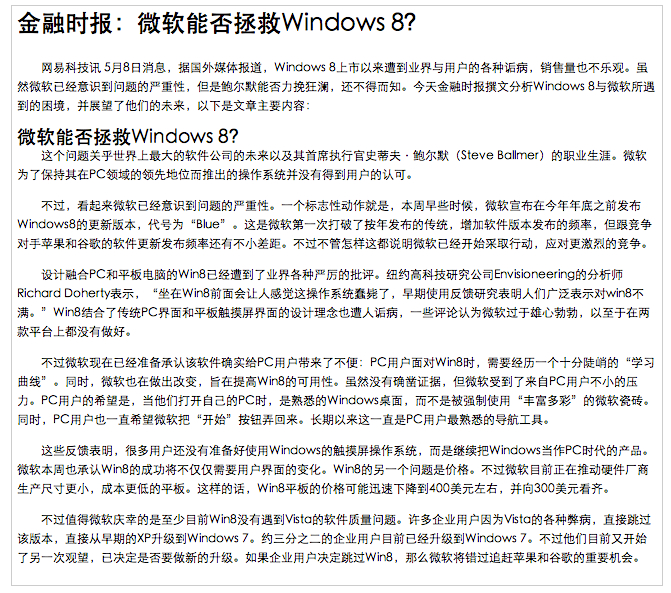 金融时报：微软能否拯救Windows 8?
网易科技讯 5月8日消息，据国外媒体报道，Windows 8上市以来遭到业界与用户的各种诟病，销售量也不乐观。虽
然微软已经意识到问题的严重性，但是鲍尔默能否力挽狂澜，还不得而知。今天金融时报撰文分析Windows 8与微软所遇
到的困境，并展望了他们的未来，以下是文章主要内容：
微软能否拯救Windows 8?
这个问题关乎世界上最大的软件公司的未来以及其首席执行官史蒂夫·鲍尔默（Steve Ballmer）的职业生涯。微软
为了保持其在PC领域的领先地位而推出的操作系统并没有得到用户的认可。
不过，看起来微软已经意识到问题的严重性。一个标志性动作就是，本周早些时候，微软宣布在今年年底之前发布
Windows8的更新版本，代号为“Blue”。这是微软第一次打破了按年发布的传统，增加软件版本发布的频率，但跟竞争
对手苹果和谷歌的软件更新发布频率还有不小差距。不过不管怎样这都说明微软已经开始采取行动，应对更激烈的竞争。
设计融合PC和平板电脑的Win8已经遭到了业界各种严厉的批评。纽约高科技研究公司Envisioneering的分析师
Richard Doherty表示，“坐在Win8前面会让人感觉这操作系统蠢毙了，早期使用反馈研究表明人们广泛表示对win8不
满。”Win8结合了传统PC界面和平板触摸屏界面的设计理念也遭人诟病，一些评论认为微软过于雄心勃勃，以至于在两
款平台上都没有做好。
不过微软现在已经准备承认该软件确实给PC用户带来了不便：PC用户面对Win8时，需要经历一个十分陡峭的“学习
曲线”。同时，微软也在做出改变，旨在提高Win8的可用性。虽然没有确凿证据，但微软受到了来自PC用户不小的压
力。PC用户的希望是，当他们打开自己的PC时，是熟悉的Windows桌面，而不是被强制使用“丰富多彩”的微软瓷砖。
同时，PC用户也一直希望微软把“开始”按钮弄回来。长期以来这一直是PC用户最熟悉的导航工具。
这些反馈表明，很多用户还没有准备好使用Windows的触摸屏操作系统，而是继续把Windows当作PC时代的产品。
微软本周也承认Win8的成功将不仅仅需要用户界面的变化。Win8的另一个问题是价格。不过微软目前正在推动硬件厂商
生产尺寸更小，成本更低的平板。这样的话，Win8平板的价格可能迅速下降到400美元左右，并向300美元看齐。
不过值得微软庆幸的是至少目前Win8没有遇到Vista的软件质量问题。许多企业用户因为Vista的各种弊病，直接跳过
该版本，直接从早期的XP升级到Windows 7。约三分之二的企业用户目前已经升级到Windows 7。不过他们目前又开始
了另一次观望，已决定是否要做新的升级。如果企业用户决定跳过Win8，那么微软将错过追赶苹果和谷歌的重要机会。